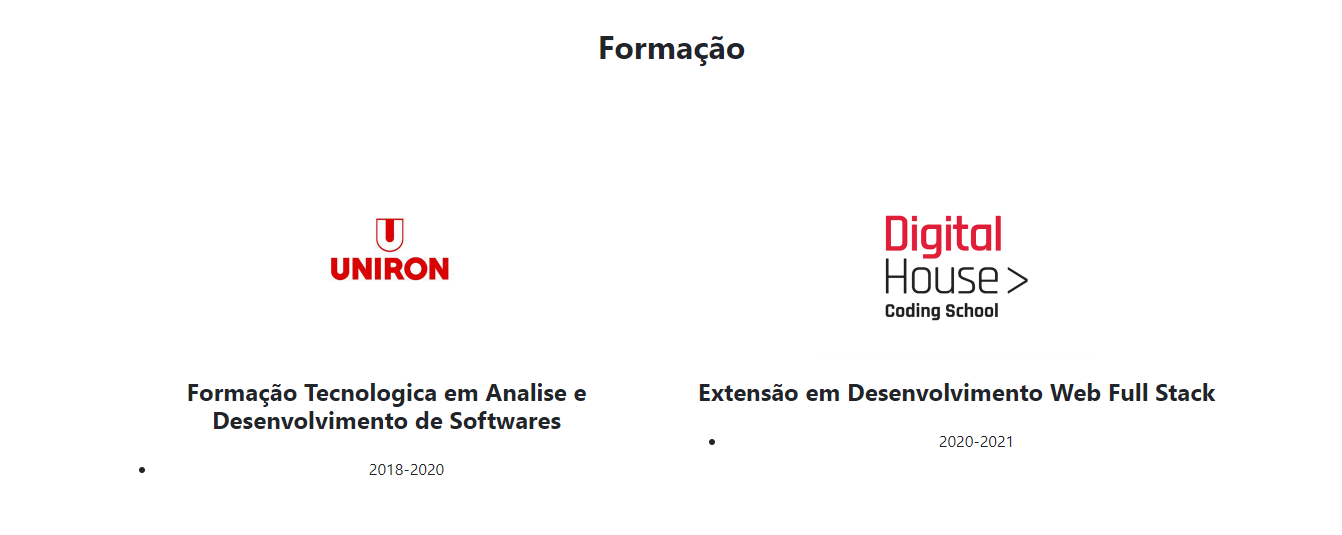 Formação
U
UNIRON
Formação Tecnologica em Analise e
Desenvolvimento de Softwares
2018-2020
Digital
House >
Coding School
Extensão em Desenvolvimento Web Full Stack
2020-2021